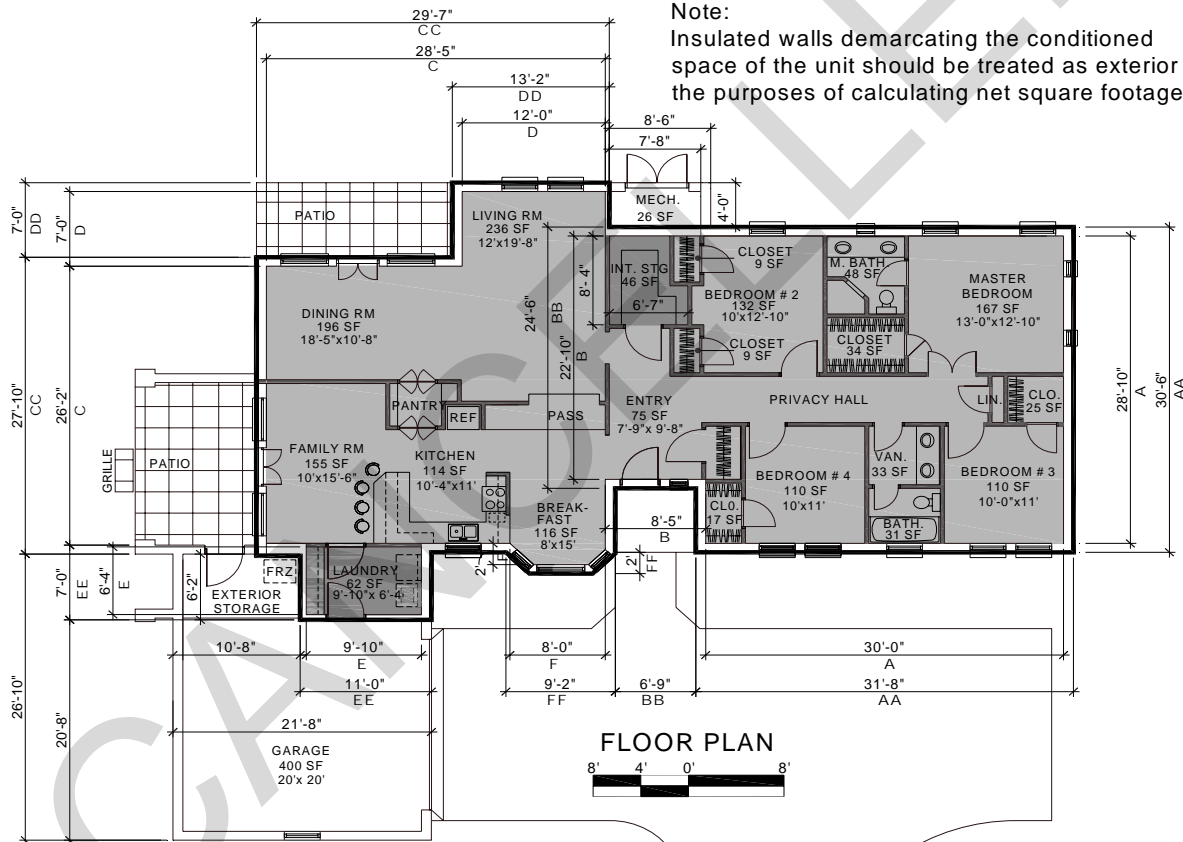 Note:
Insulated walls demarcating the conditioned
space of the unit should be treated as exterior
the purposes of calculating net square footage
29'-7"
CC
28'-5"
C
13'-2"
DD
12'-0"
D
8'-6"
7'-8"
4'-0"
7'-0"
DD
7'-0"
D
PATIO
LIVING RM
236 SF
12'x19'-8"
MECH.
26 SF
INT. STG
46 SF
8'-4"
6'-7"
CLOSET
9 SF
BEDROOM # 2
132 SF
10'x12'-10"
CLOSET
9 SF
M. BATH
48 SF
CLOSET
34 SF
MASTER
BEDROOM
167 SF
13'-0"x12'-10"
DINING RM
196 SF
18'-5"x10'-8"
24'-6"
BB
22'-10"
B
27'-10"
CC
26'-2"
C
28'-10"
A
30'-6"
AA
PANTRY
REF
PASS
ENTRY
75 SF
7'-9"x 9'-8"
PRIVACY HALL
LIN.
CLO.
25 SF
GRILLE
PATIO
FAMILY RM
155 SF
10'x15'-6"
KITCHEN
114 SF
10'-4"x11'
BREAK-
FAST
116 SF
8'x15'
CLO.
17 SF
BEDROOM # 4
110 SF
10'x11'
VAN.
33 SF
BATH.
31 SF
BEDROOM # 3
110 SF
10'-0"x11'
8'-5"
B
2'
F
2'
FF
7'-0"
EE
6'-4"
E
6'-2"
FRZ
EXTERIOR
STORAGE
LAUNDRY
62 SF
9'-10"x 6'-4"
10'-8"
9'-10"
E
11'-0"
EE
8'-0"
F
9'-2"
FF
6'-9"
BB
30'-0"
A
31'-8"
AA
26'-10"
20'-8"
21'-8"
GARAGE
400 SF
20'x 20'
FLOOR PLAN
8' 4' 0' 8'